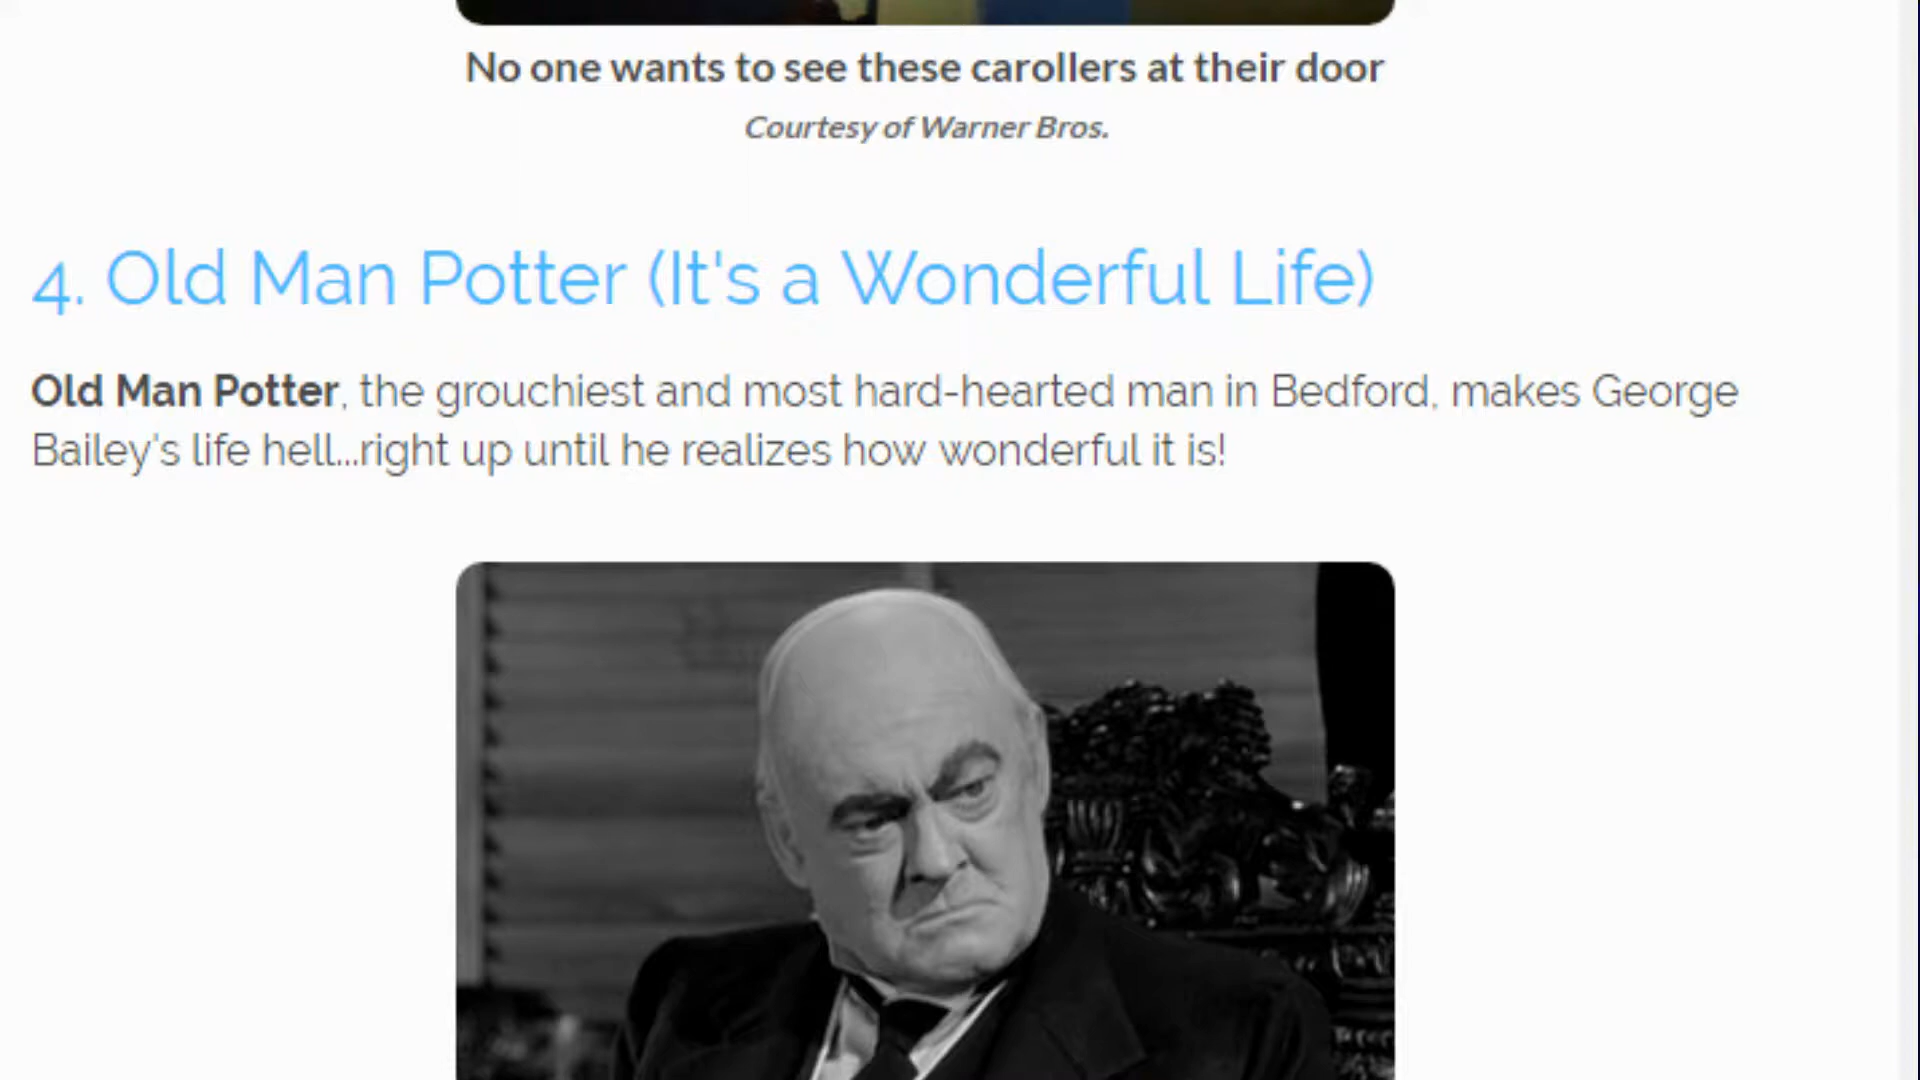 No one wants to see these carollers at their door
Courtesy of Warner Bros.
4. Old Man Potter (It's a Wonderful Life)
Old Man Potter, the grouchiest and most hard-hearted man in Bedford, makes George
Bailey's life hell...right up until he realizes how wonderful it is!